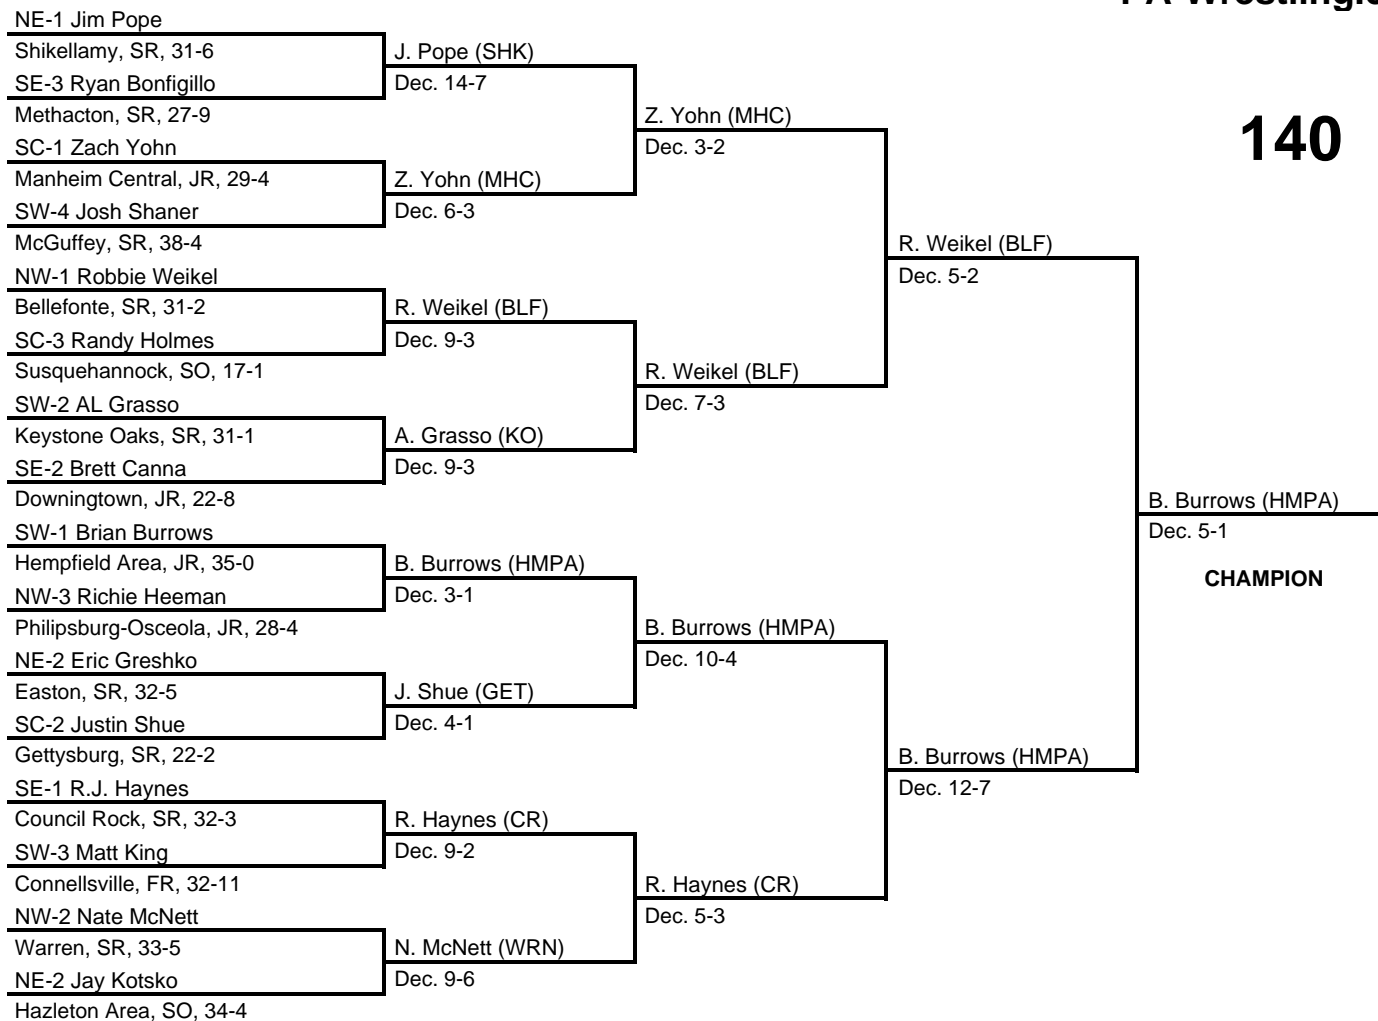 NE-1 Jim Pope
Shikellamy, SR, 31-6
SE-3 Ryan Bonfigillo
Methacton, SR, 27-9
SC-1 Zach Yohn
Manheim Central, JR, 29-4
SW-4 Josh Shaner
McGuffey, SR, 38-4
NW-1 Robbie Weikel
Bellefonte, SR, 31-2
SC-3 Randy Holmes
Susquehannock, SO, 17-1
SW-2 AL Grasso
Keystone Oaks, SR, 31-1
SE-2 Brett Canna
Downingtown, JR, 22-8
SW-1 Brian Burrows
Hempfield Area, JR, 35-0
NW-3 Richie Heeman
Philipsburg-Osceola, JR, 28-4
NE-2 Eric Greshko
Easton, SR, 32-5
SC-2 Justin Shue
Gettysburg, SR, 22-2
SE-1 R.J. Haynes
Council Rock, SR, 32-3
SW-3 Matt King
Connellsville, FR, 32-11
NW-2 Nate McNett
Warren, SR, 33-5
NE-2 Jay Kotsko
Hazleton Area, SO, 34-4
J. Pope (SHK)
Dec. 14-7
Z. Yohn (MHC)
Dec. 6-3
R. Weikel (BLF)
Dec. 9-3
A. Grasso (KO)
Dec. 9-3
B. Burrows (HMPA)
Dec. 3-1
J. Shue (GET)
Dec. 4-1
R. Haynes (CR)
Dec. 9-2
N. McNett (WRN)
Dec. 9-6
Z. Yohn (MHC)
Dec. 3-2
R. Weikel (BLF)
Dec. 7-3
B. Burrows (HMPA)
Dec. 10-4
R. Haynes (CR)
Dec. 5-3
R. Weikel (BLF)
Dec. 5-2
B. Burrows (HMPA)
Dec. 12-7
140
B. Burrows (HMPA)
Dec. 5-1
CHAMPION